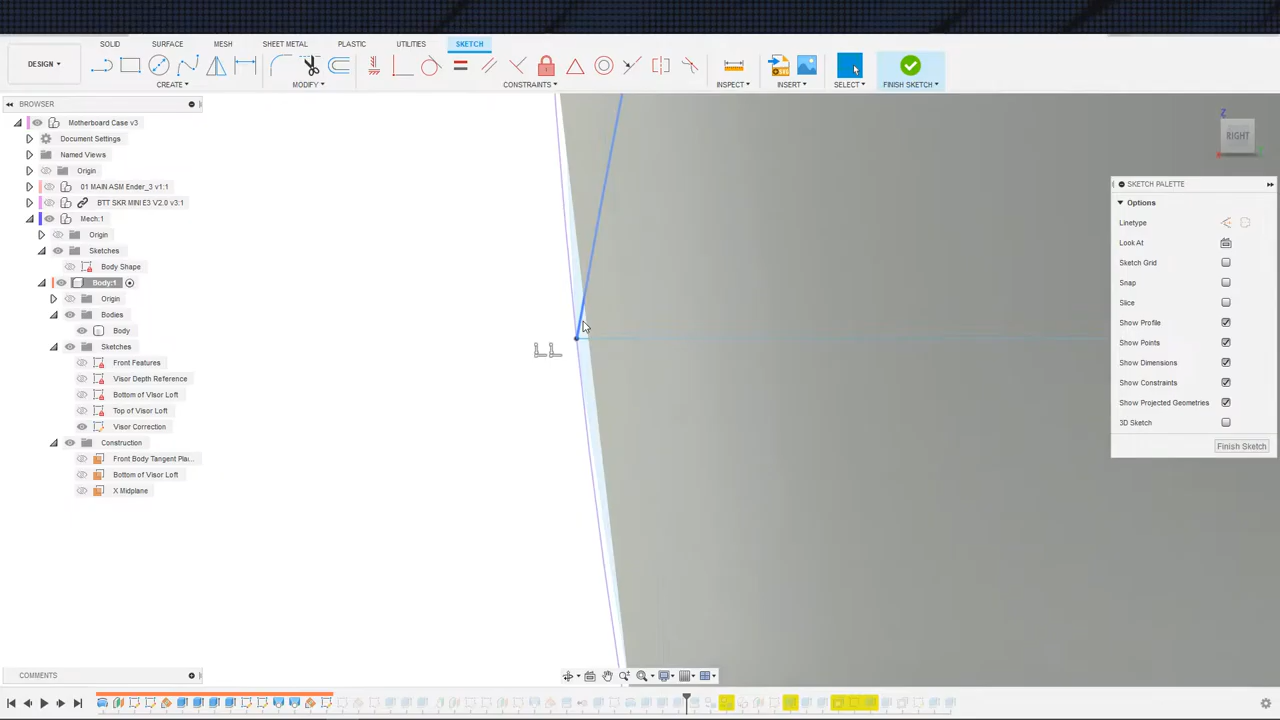 SOLID SURFACE MESH SHEET METAL PLASTIC UTILITIES SKETCH
DESIGN
CREATE MODIFY CONSTRAINTS INSPECT INSERT SELECT FINISH SKETCH
BROWSER
Motherboard Case v3
Document Settings
Named Views
Origin
01 MAIN ASM Ender_3 v1:1
BTT SKR MINI E3 V2.0 v3:1
Mech:1
Origin
Sketches
Body Shape
Body:1
Origin
Bodies
Body
Sketches
Front Features
Visor Depth Reference
Bottom of Visor Loft
Top of Visor Loft
Visor Correction
Construction
Front Body Tangent Plan...
Bottom of Visor Loft
X Midplane
Z
RIGHT
SKETCH PALETTE
Options
Linetype
Look At
Sketch Grid
Snap
Slice
Show Profile
Show Points
Show Dimensions
Show Constraints
Show Projected Geometries
3D Sketch
Finish Sketch
COMMENTS